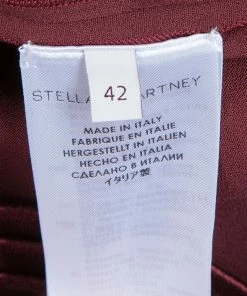 42
STELLA McCARTNEY
MADE IN ITALY
FABRIQUE EN ITALIE
HERGESTELLT IN ITALIEN
HECHO EN ITALIA
СДЕЛАНО В ИТАЛИИ
イタリア製